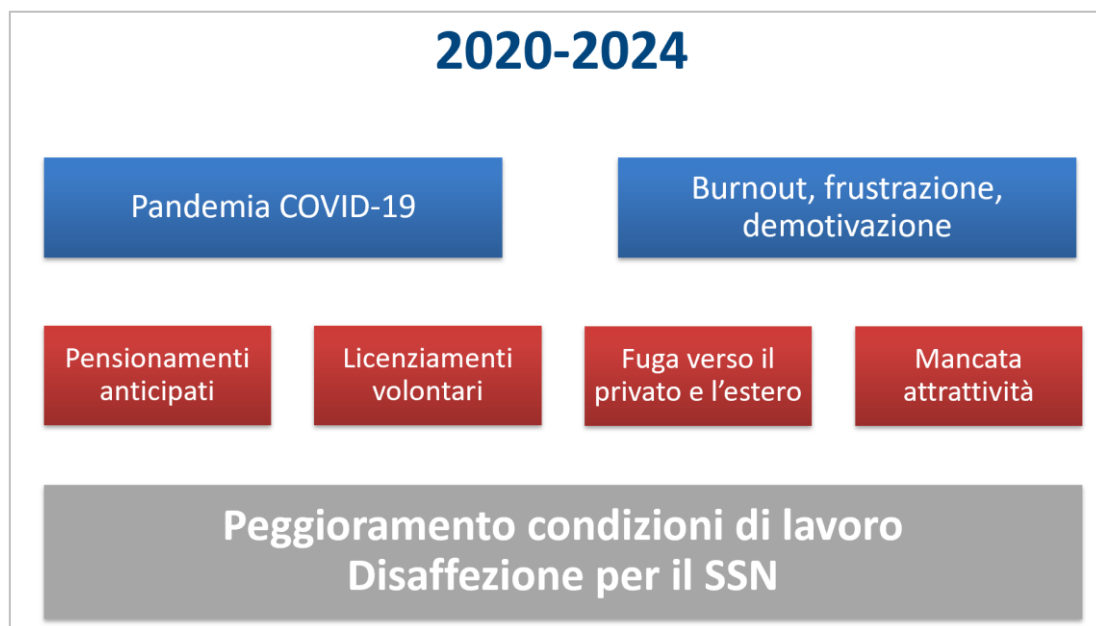 2020-2024
Pandemia COVID-19
Burnout, frustrazione,
demotivazione
Pensionamenti
anticipati
Licenziamenti
volontari
Fuga verso il
privato e l’estero
Mancata
attrattività
Peggioramento condizioni di lavoro
Disaffezione per il SSN